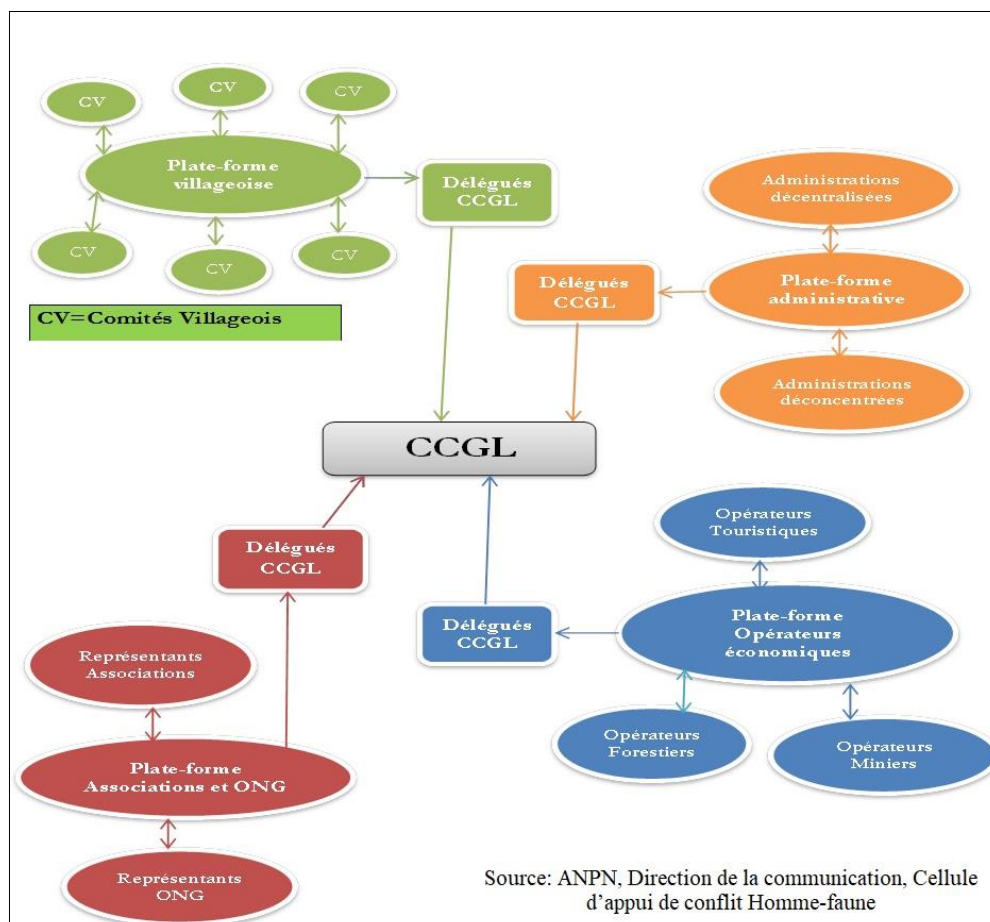 CV
CV
CV
Plate-forme
villageoise
CV
CV
CV
Délégués
CCGL
CV=Comités Villageois
Administrations
décentralisées
Plate-forme
administrative
Administrations
déconcentrées
Délégués
CCGL
CCGL
Délégués
CCGL
Représentants
Associations
Plate-forme
Associations et ONG
Représentants
ONG
Opérateurs
Touristiques
Délégués
CCGL
Plate-forme
Opérateurs
économiques
Opérateurs
Forestiers
Opérateurs
Miniers
Source: ANPN, Direction de la communication, Cellule
d'appui de conflit Homme-faune